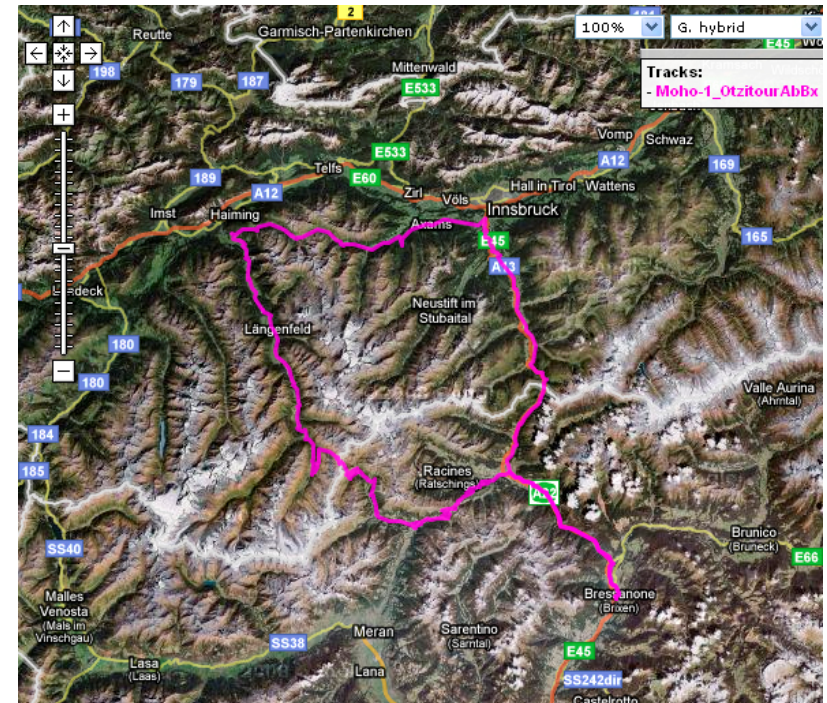 2
Reutte
Garmisch-Partenkirchen
100%
G. hybrid
E45
198
179
187
Mittenwald
E533
Tracks:
- Moho-1_OtzitourAbBx
Vomp
Schwaz
E533
A12
169
189
Telfs
E60
A12
Zirl
Völs
Hall in Tirol
Wattens
Imst
Haiming
Axams
Innsbruck
E45
165
A13
Neustift im
Stubaital
Längenfeld
180
180
Valle Aurina
(Ahrntal)
184
185
Racines
(Ratschings)
A22
SS40
Brunico
(Bruneck)
E66
Malles
Venosta
(Mals im
Vinschgau)
Bressanone
(Brixen)
Meran
Sarentino
(Sarntal)
SS38
E45
Lasa
(Laas)
Lana
SS242dir
Castelrotto